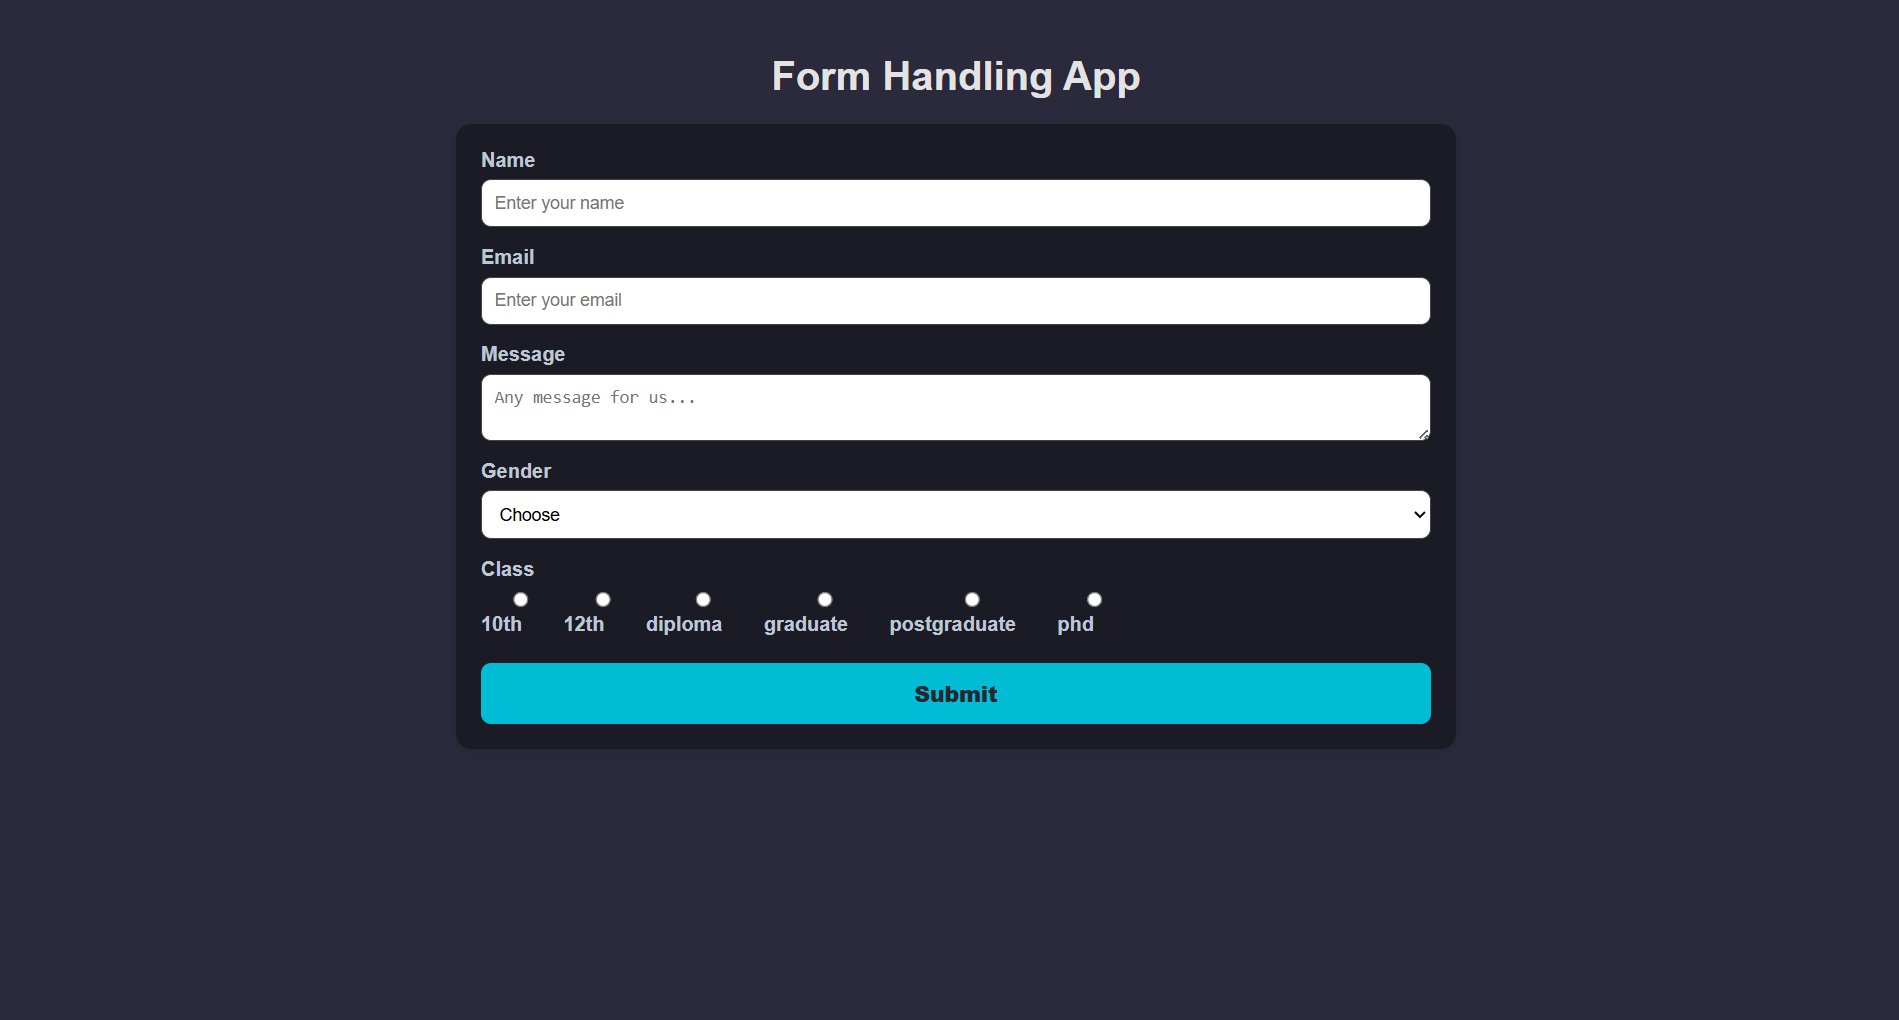 Form Handling App
Name
Enter your name
Email
Enter your email
Message
Any message for us...
Gender
Choose
Class
10th 12th diploma graduate postgraduate phd
Submit